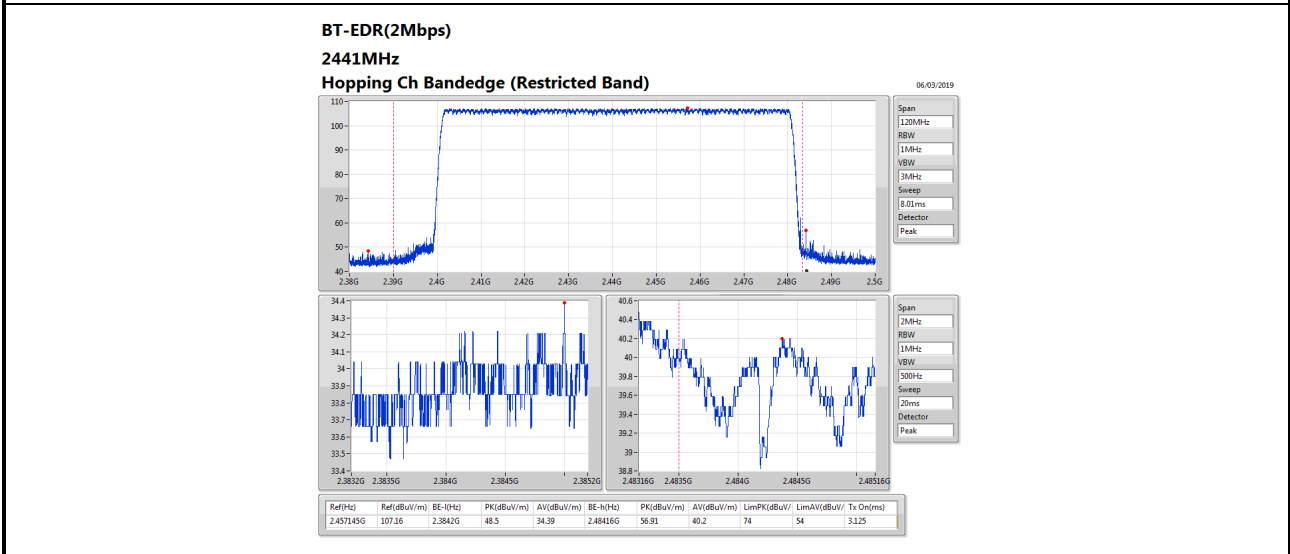 BT-EDR(2Mbps)
2441MHz
Hopping Ch Bandedge (Restricted Band)
06/03/2019
110
100
90
80
70
60
50
40
2.38G 2.39G 2.4G 2.41G 2.42G 2.43G 2.44G 2.45G 2.46G 2.47G 2.48G 2.49G 2.5G
Span
120MHz
RBW
1MHz
VBW
3MHz
Sweep
8.01ms
Detector
Peak
34.4
34.3
34.2
34.1
34
33.9
33.8
33.7
33.6
33.5
33.4
2.3832G 2.3835G 2.384G 2.3845G 2.3852G
40.6
40.4
40.2
40
39.8
39.6
39.4
39.2
39
38.8
2.48316G 2.4835G 2.484G 2.4845G 2.48516G
Span
2MHz
RBW
1MHz
VBW
500Hz
Sweep
20ms
Detector
Peak
Ref(Hz) Ref(dBuV/m) BE-l(Hz) PK(dBuV/m) AV(dBuV/m) BE-h(Hz) PK(dBuV/m) AV(dBuV/m) LimPK(dBuV/ LimAV(dBuV/ Tx On(ms)
2.457145G 107.16 2.3842G 48.5 34.39 2.48416G 56.91 40.2 74 54 3.125